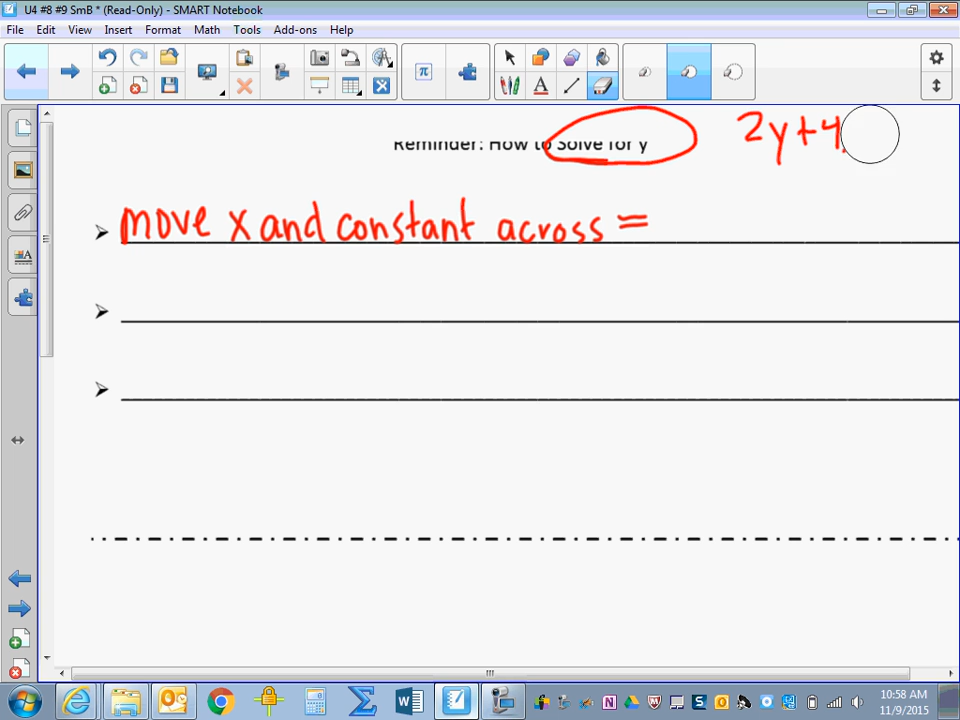 U4 #8 #9 SmB * (Read-Only) - SMART Notebook
File Edit View Insert Format Math Tools Add-ons Help
Reminder: How to Solve for y
2y+4
move x and constant across =
10:58 AM
11/9/2015